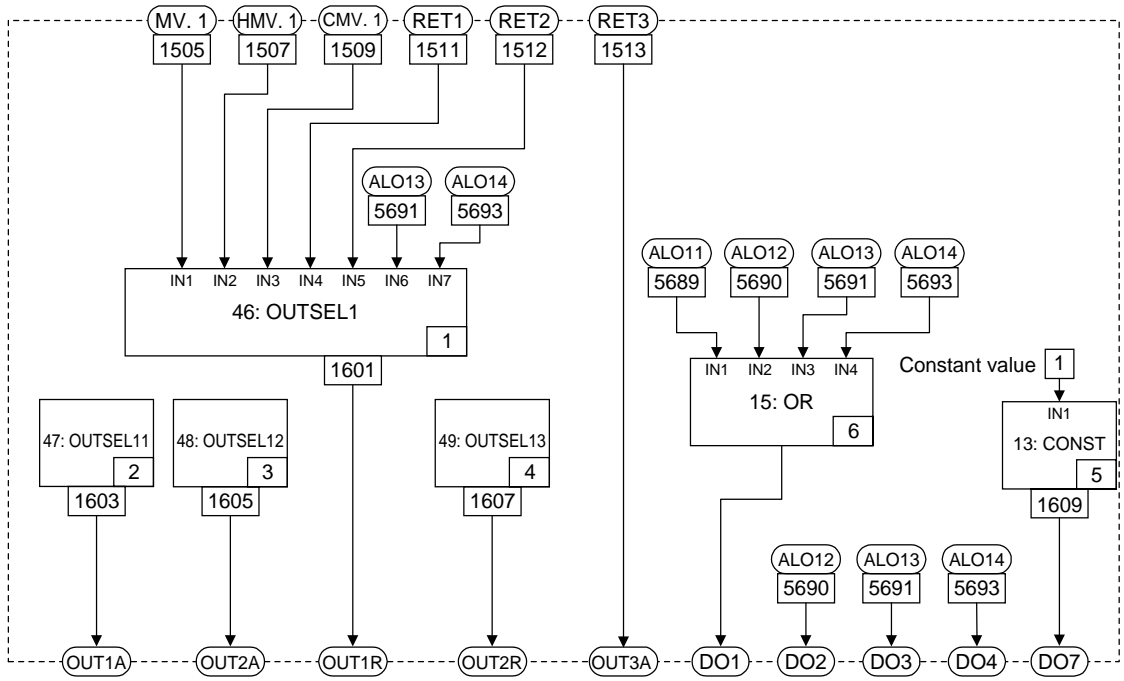 MV. 1 HMV. 1 CMV. 1 RET1 RET2 RET3
1505 1507 1509 1511 1512 1513
ALO13 ALO14
5691 5693
IN1 IN2 IN3 IN4 IN5 IN6 IN7
46: OUTSEL1
1
1601
ALO11 ALO12 ALO13 ALO14
5689 5690 5691 5693
IN1 IN2 IN3 IN4
15: OR
6
Constant value 1
IN1
13: CONST
5
1609
47: OUTSEL11
2
1603
48: OUTSEL12
3
1605
49: OUTSEL13
4
1607
ALO12 ALO13 ALO14
5690 5691 5693
OUT1A OUT2A OUT1R OUT2R OUT3A DO1 DO2 DO3 DO4 DO7